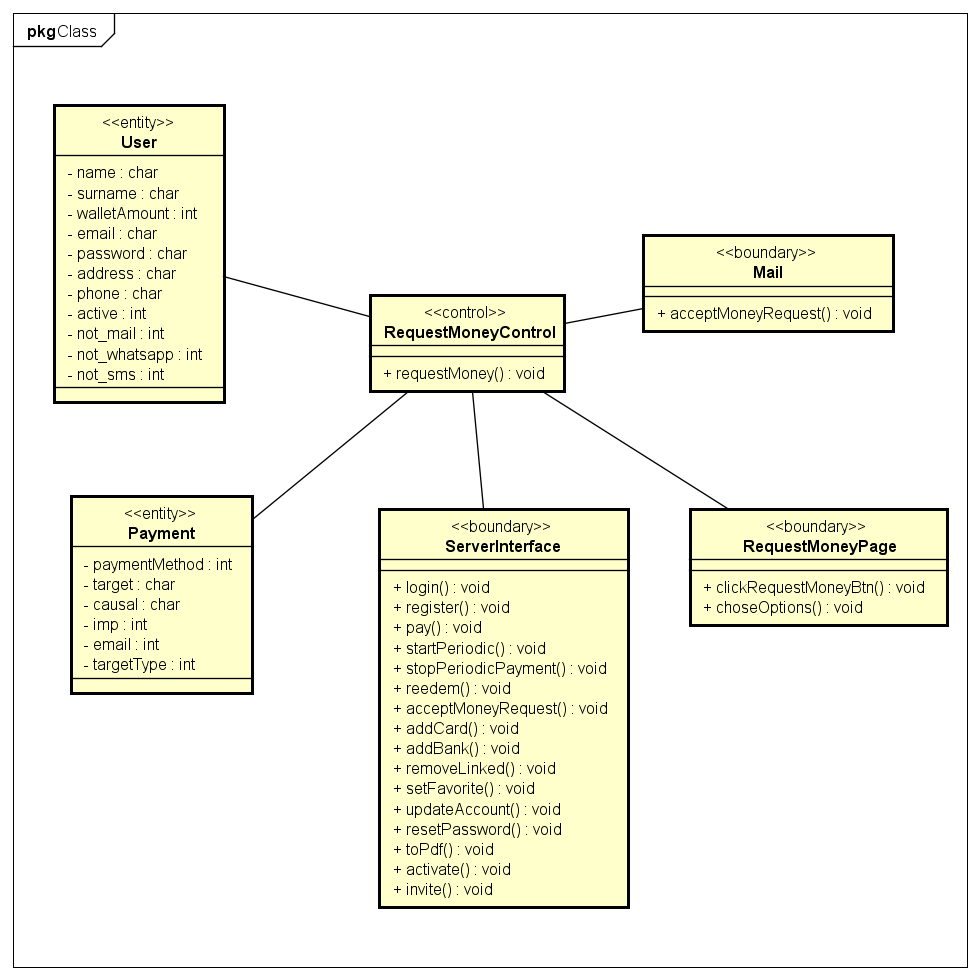 pkg Class
<<entity>>
User
- name : char
- surname : char
- walletAmount : int
- email : char
- password : char
- address : char
- phone : char
- active : int
- not_mail : int
- not_whatsapp : int
- not_sms : int
<<control>>
RequestMoneyControl
+ requestMoney() : void
<<boundary>>
Mail
+ acceptMoneyRequest() : void
<<entity>>
Payment
- paymentMethod : int
- target : char
- causal : char
- imp : int
- email : int
- targetType : int
<<boundary>>
ServerInterface
+ login() : void
+ register() : void
+ pay() : void
+ startPeriodic() : void
+ stopPeriodicPayment() : void
+ reedem() : void
+ acceptMoneyRequest() : void
+ addCard() : void
+ addBank() : void
+ removeLinked() : void
+ setFavorite() : void
+ updateAccount() : void
+ resetPassword() : void
+ toPdf() : void
+ activate() : void
+ invite() : void
<<boundary>>
RequestMoneyPage
+ clickRequestMoneyBtn() : void
+ choseOptions() : void